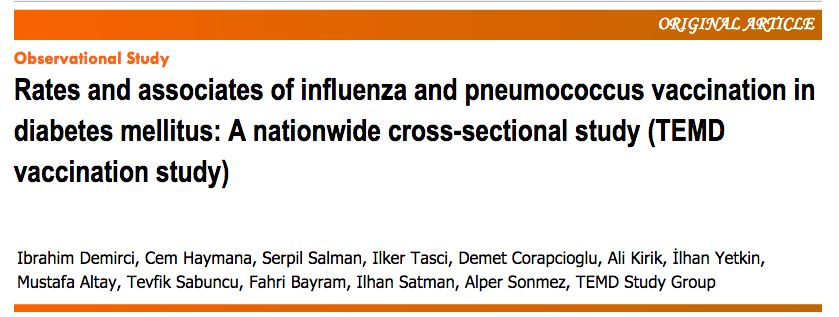 ORIGINAL ARTICLE
Observational Study
Rates and associates of influenza and pneumococcus vaccination in
diabetes mellitus: A nationwide cross-sectional study (TEMD
vaccination study)
Ibrahim Demirci, Cem Haymana, Serpil Salman, Ilker Tasci, Demet Corapcioglu, Ali Kirik, İlhan Yetkin,
Mustafa Altay, Tevfik Sabuncu, Fahri Bayram, Ilhan Satman, Alper Sonmez, TEMD Study Group